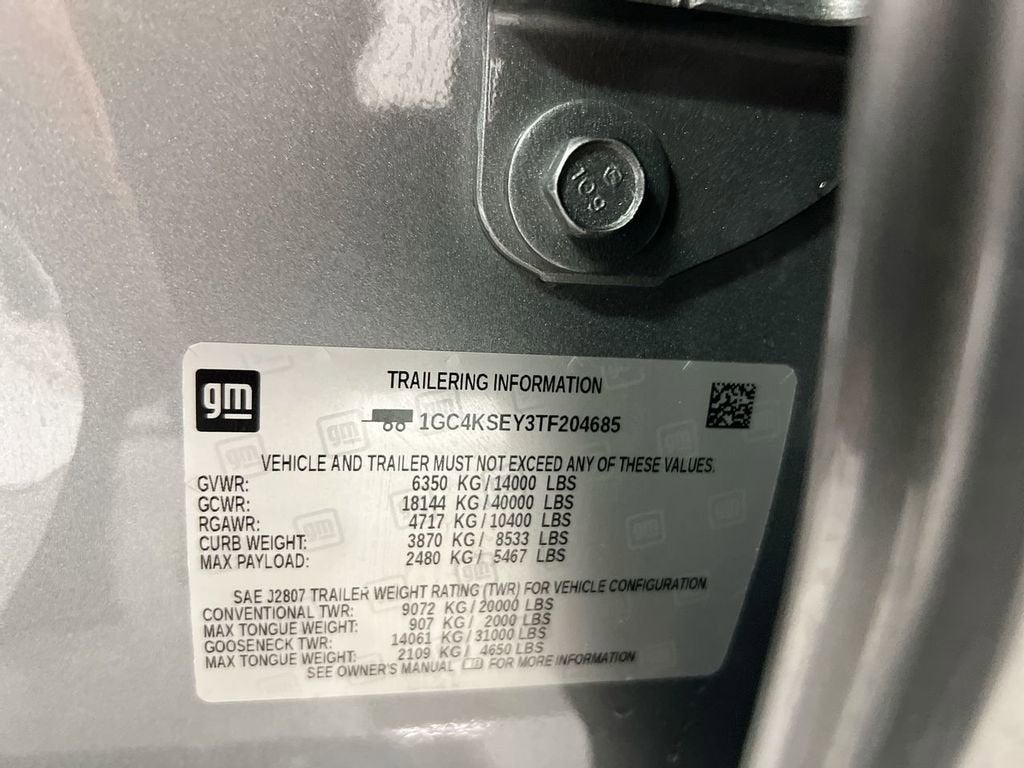 10.9
gm
TRAILERING INFORMATION
1GC4KSEY3TF204685
VEHICLE AND TRAILER MUST NOT EXCEED ANY OF THESE VALUES.
GVWR: 6350 KG/14000 LBS
GCWR: 18144 KG/40000 LBS
RGAWR: 4717 KG/10400 LBS
CURB WEIGHT: 3870 KG/ 8533 LBS
MAX PAYLOAD: 2480 KG/ 5467 LBS
SAE J2807 TRAILER WEIGHT RATING (TWR) FOR VEHICLE CONFIGURATION.
CONVENTIONAL TWR: 9072 KG/20000 LBS
MAX TONGUE WEIGHT: 907 KG/ 2000 LBS
GOOSENECK TWR: 14061 KG/31000 LBS
MAX TONGUE WEIGHT: 2109 KG/ 4650 LBS
SEE OWNER'S MANUAL FOR MORE INFORMATION